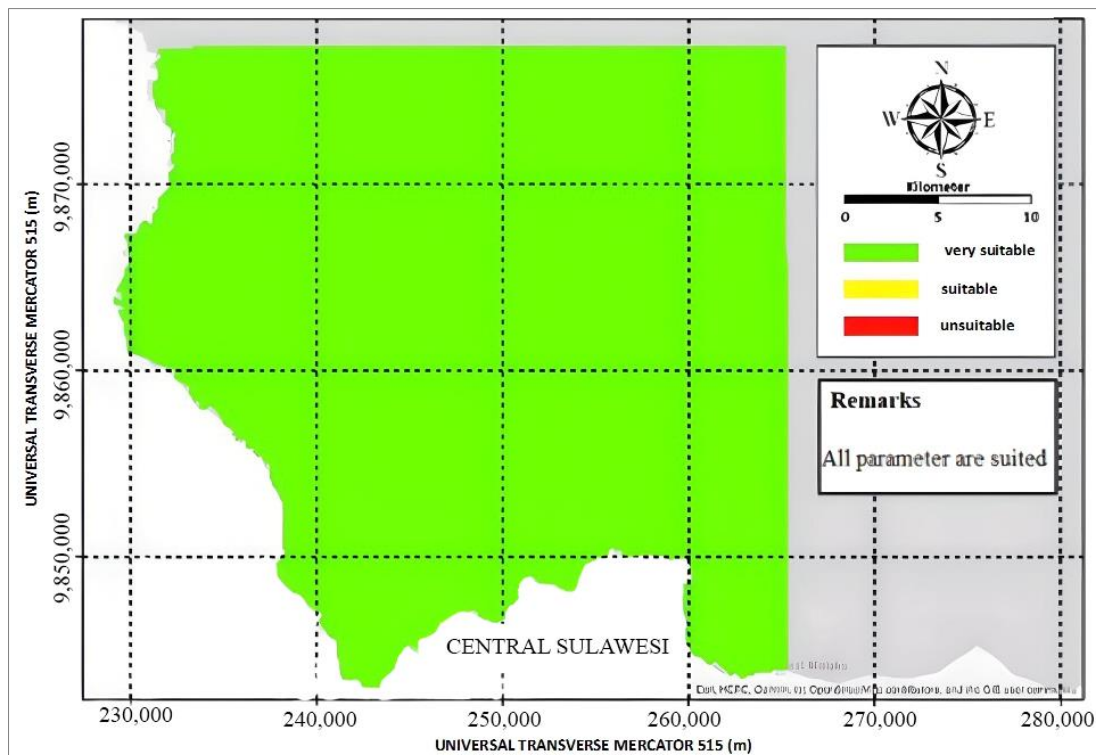 N
W E
S
Kilometer
0 5 10
very suitable
suitable
unsuitable
Remarks
All parameter are suited
9,870,000
9,860,000
9,850,000
UNIVERSAL TRANSVERSE MERCATOR 515 (m)
CENTRAL SULAWESI
230,000 240,000 250,000 260,000 270,000 280,000
UNIVERSAL TRANSVERSE MERCATOR 515 (m)